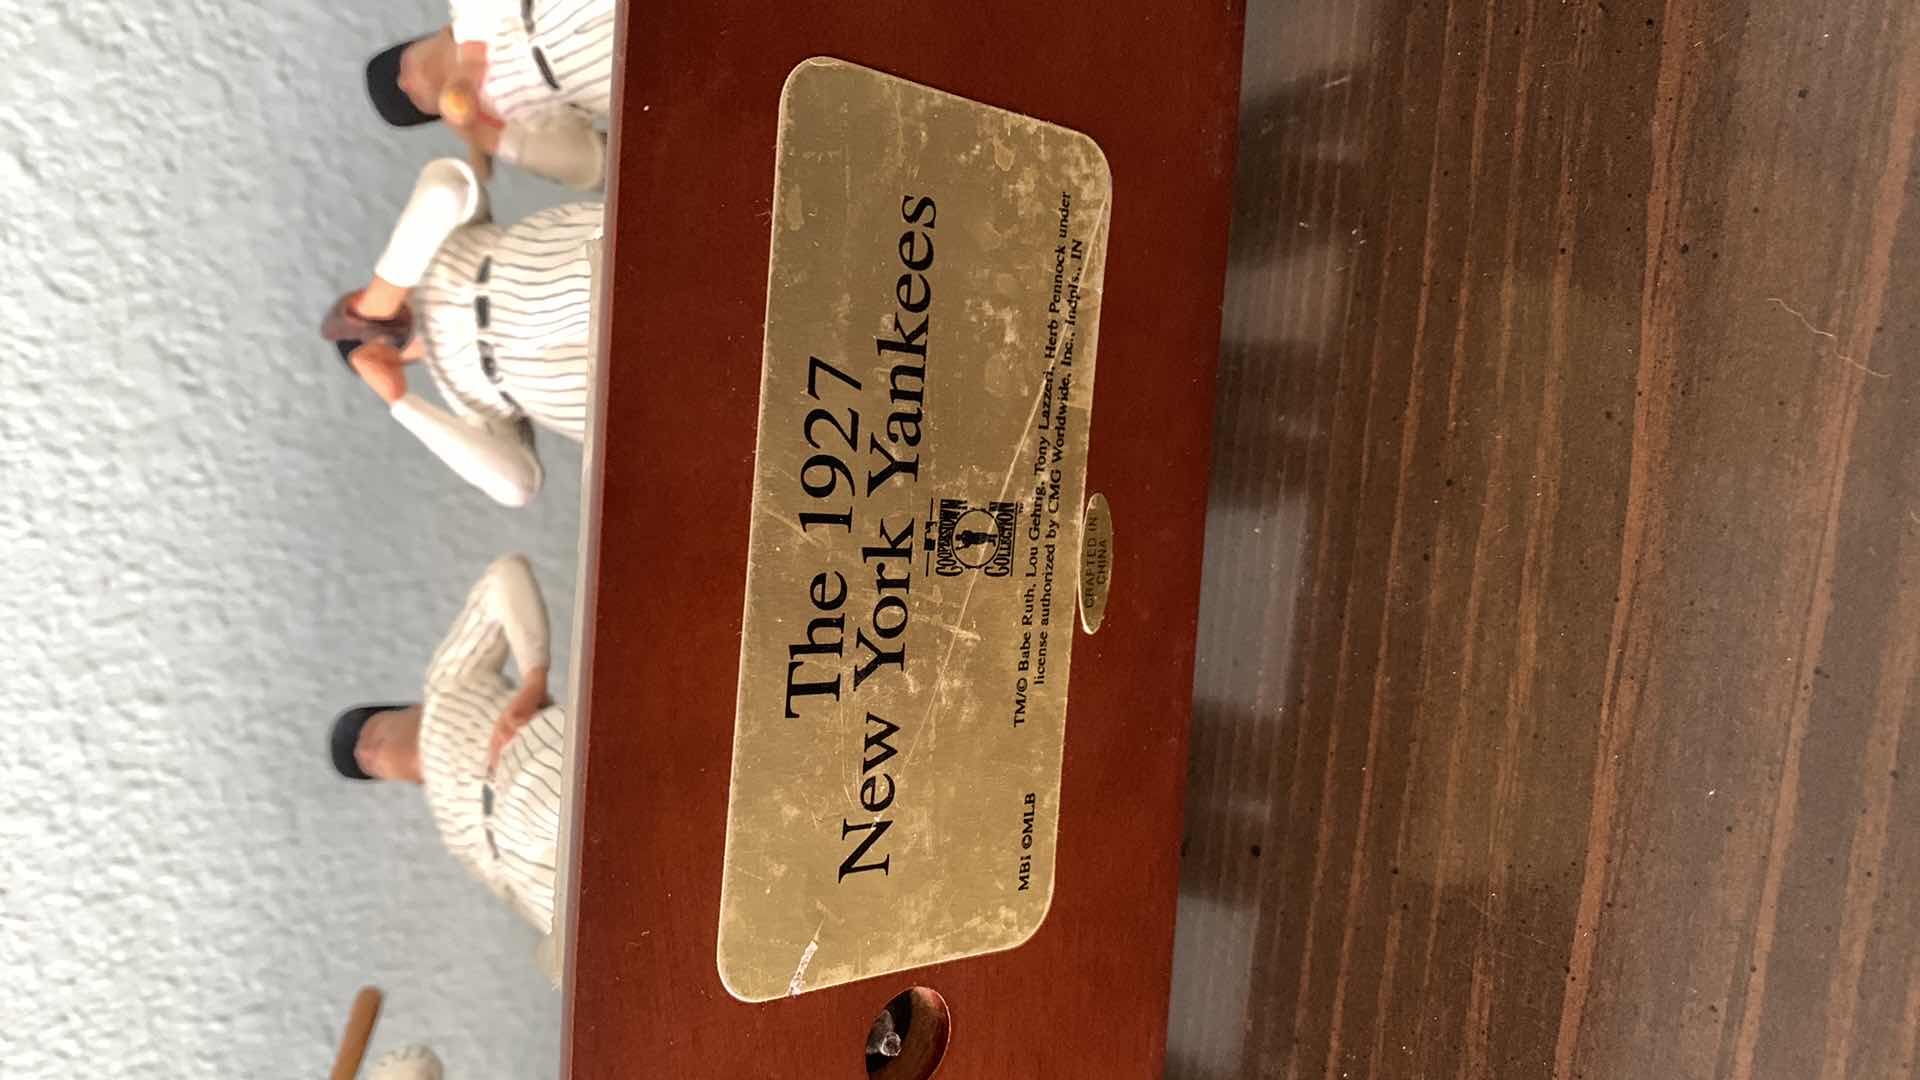 The 1927
New York Yankees
COOPERSTOWN
COLLECTION™
MBI ©MLB TM/© Babe Ruth, Lou Gehrig, Tony Lazzeri, Herb Pennock under
license authorized by CMG Worldwide, Inc., Indpls., IN
CRAFTED IN
CHINA